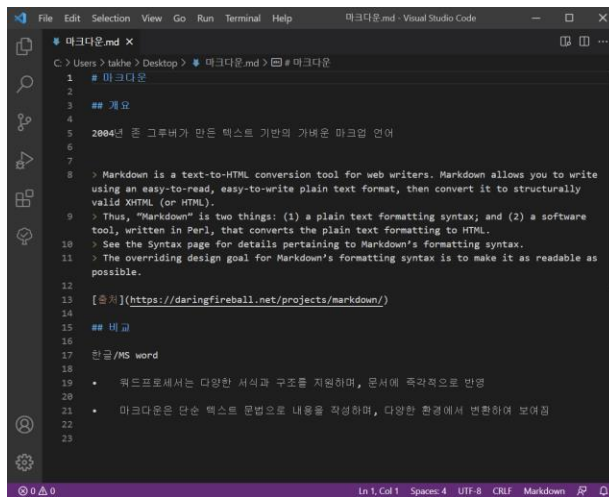 File Edit Selection View Go Run Terminal Help 마크다운.md - Visual Studio Code
마크다운.md ×
C: > Users > takhe > Desktop > 마크다운.md > # 마크다운
1 # 마크다운
2
3 ## 개요
4
5 2004년 존 그루버가 만든 텍스트 기반의 가벼운 마크업 언어
6
7
8 > Markdown is a text-to-HTML conversion tool for web writers. Markdown allows you to write
using an easy-to-read, easy-to-write plain text format, then convert it to structurally
valid XHTML (or HTML).
9 > Thus, “Markdown” is two things: (1) a plain text formatting syntax; and (2) a software
tool, written in Perl, that converts the plain text formatting to HTML.
10 > See the Syntax page for details pertaining to Markdown’s formatting syntax.
11 > The overriding design goal for Markdown’s formatting syntax is to make it as readable as
possible.
12
13 [출처](https://daringfireball.net/projects/markdown/)
14
15 ## 비교
16
17 한글/MS word
18
19 • 워드프로세서는 다양한 서식과 구조를 지원하며, 문서에 즉각적으로 반영
20
21 • 마크다운은 단순 텍스트 문법으로 내용을 작성하며, 다양한 환경에서 변환하여 보여짐
22
23
0 0 Ln 1, Col 1 Spaces: 4 UTF-8 CRLF Markdown